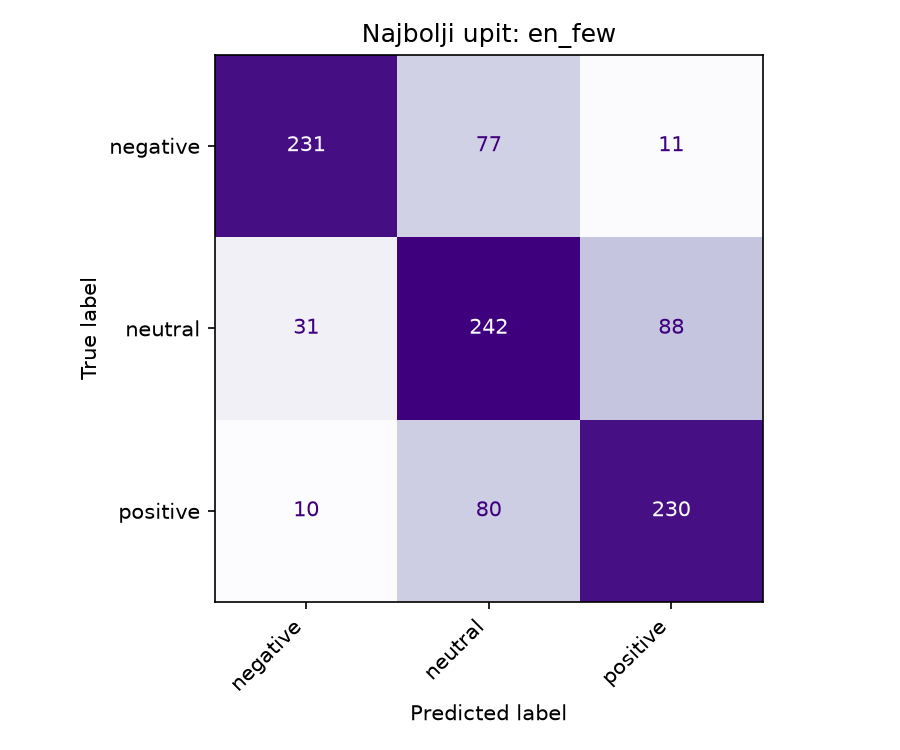 Najbolji upit: en_few
True label
negative 231 77 11
neutral 31 242 88
positive 10 80 230
negative neutral positive
Predicted label